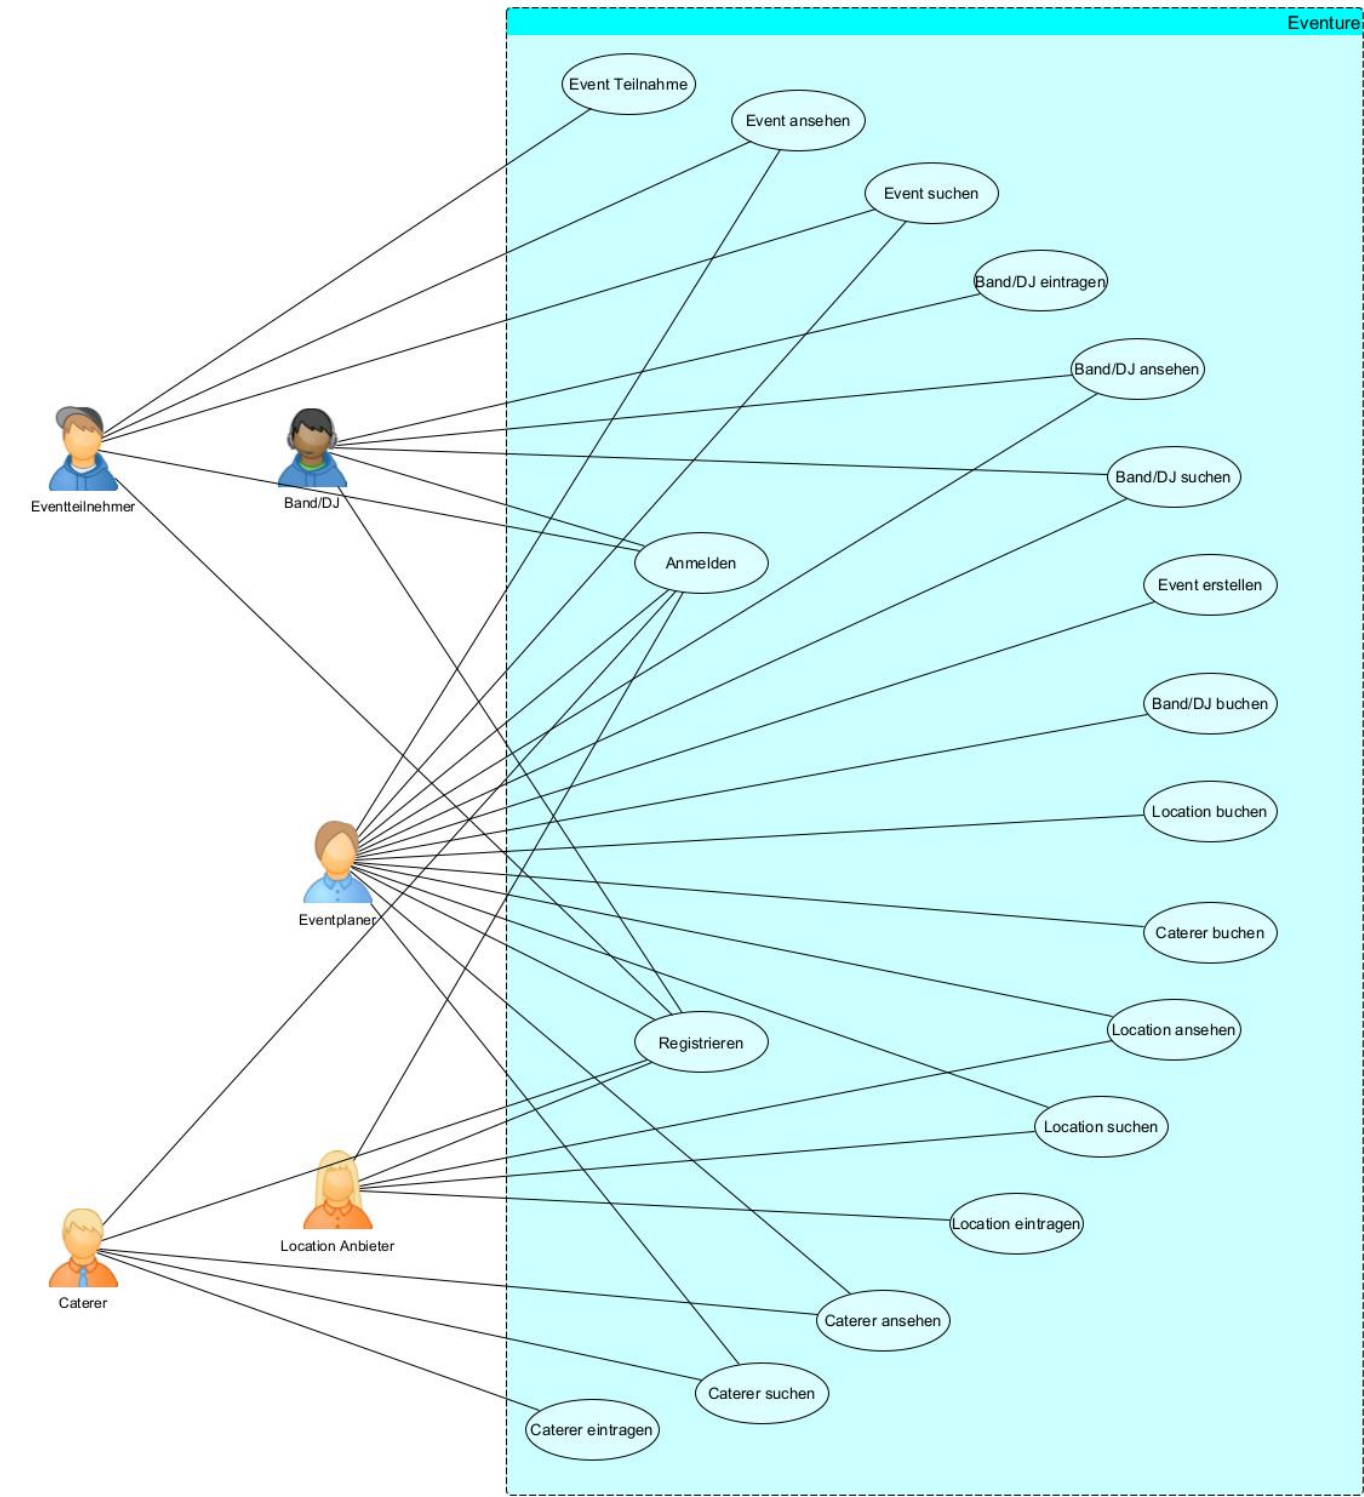 Eventure
Event Teilnahme
Event ansehen
Event suchen
Band/DJ eintragen
Band/DJ ansehen
Band/DJ suchen
Eventteilnehmer
Band/DJ
Anmelden
Event erstellen
Band/DJ buchen
Location buchen
Eventplaner
Caterer buchen
Location ansehen
Registrieren
Location suchen
Location eintragen
Location Anbieter
Caterer
Caterer ansehen
Caterer suchen
Caterer eintragen